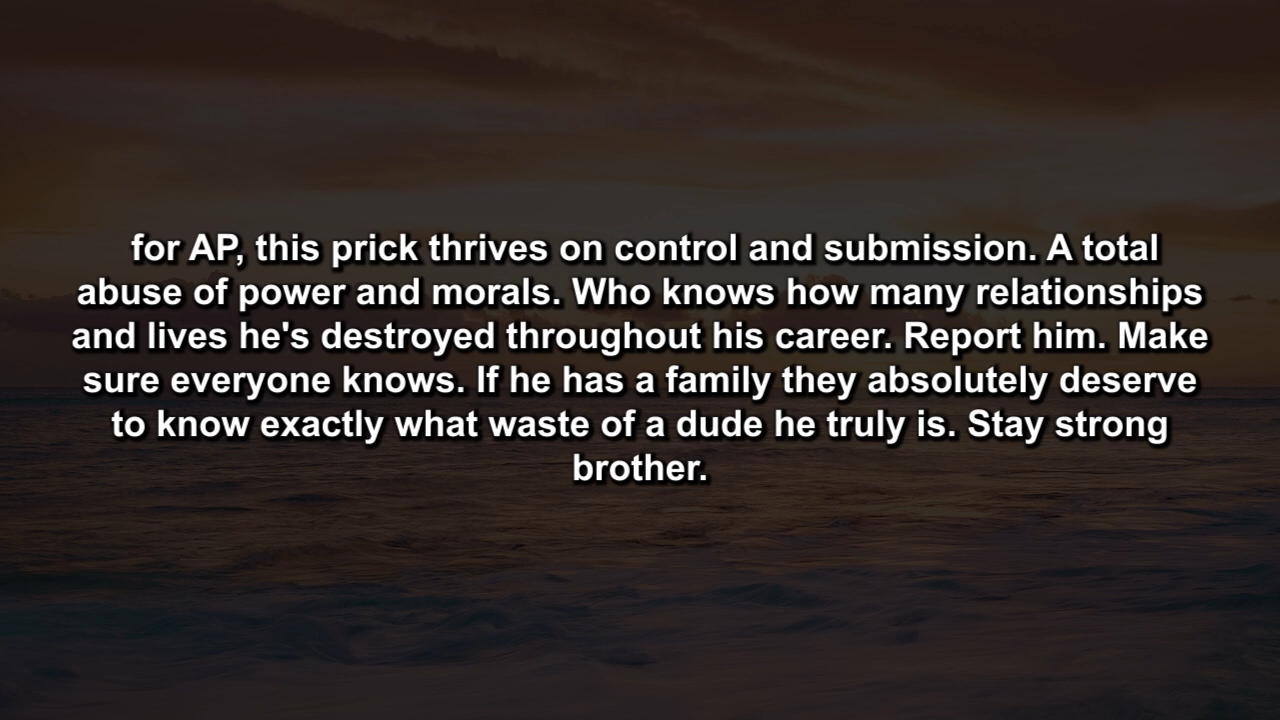 for AP, this prick thrives on control and submission. A total
abuse of power and morals. Who knows how many relationships
and lives he's destroyed throughout his career. Report him. Make
sure everyone knows. If he has a family they absolutely deserve
to know exactly what waste of a dude he truly is. Stay strong
brother.